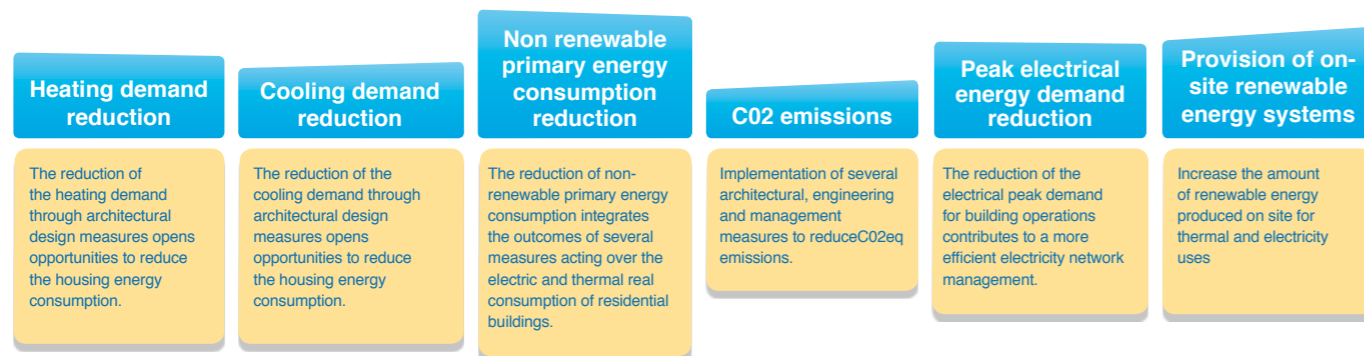 Heating demand
reduction
The reduction of
the heating demand
through architectural
design measures opens
opportunities to reduce
the housing energy
consumption.
Cooling demand
reduction
The reduction of the
cooling demand through
architectural design
measures opens
opportunities to reduce
the housing energy
consumption.
Non renewable
primary energy
consumption
reduction
The reduction of non-
renewable primary energy
consumption integrates
the outcomes of several
measures acting over the
electric and thermal real
consumption of residential
buildings.
C02 emissions
Implementation of several
architectural, engineering
and management
measures to reduceC02eq
emissions.
Peak electrical
energy demand
reduction
The reduction of the
electrical peak demand
for building operations
contributes to a more
efficient electricity network
management.
Provision of on-
site renewable
energy systems
Increase the amount
of renewable energy
produced on site for
thermal and electricity
uses